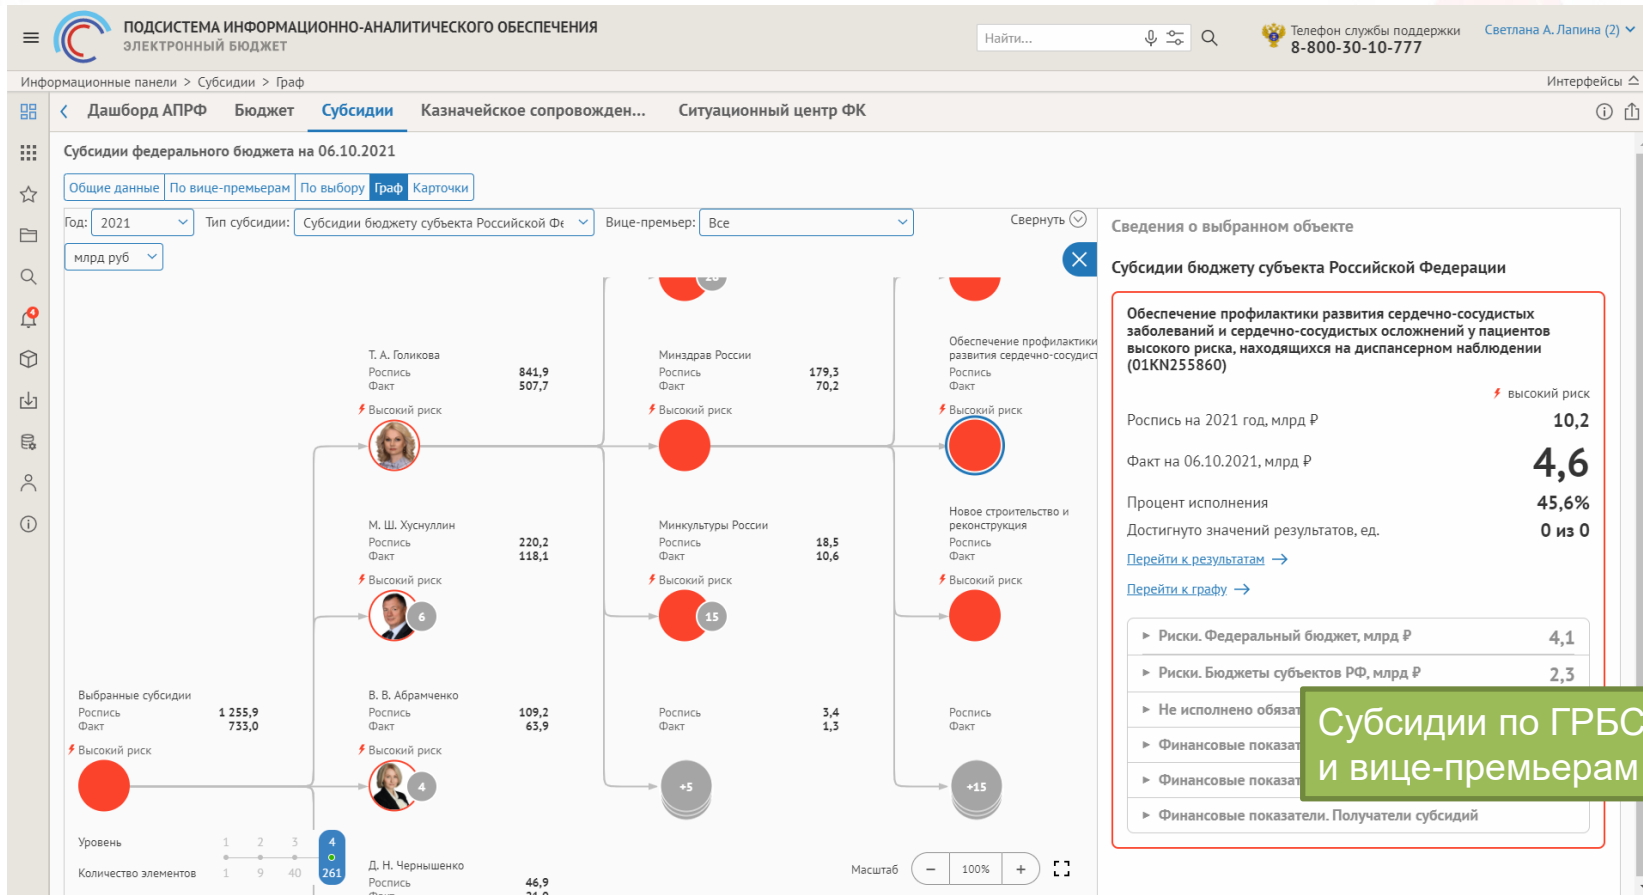 ПОДСИСТЕМА ИНФОРМАЦИОННО-АНАЛИТИЧЕСКОГО ОБЕСПЕЧЕНИЯ
ЭЛЕКТРОННЫЙ БЮДЖЕТ
Найти...
Телефон службы поддержки
8-800-30-10-777
Светлана А. Лапина (2)
Информационные панели > Субсидии > Граф
Интерфейсы
Дашборд АПРФ Бюджет Субсидии Казначейское сопровожден... Ситуационный центр ФК
Субсидии федерального бюджета на 06.10.2021
Общие данные По вице-премьерам По выбору Граф Карточки
Год: 2021 Тип субсидии: Субсидии бюджету субъекта Российской Фе Вице-премьер: Все Свернуть
млрд руб
4
Т. А. Голикова
Роспись 841,9
Факт 507,7
Высокий риск
Минздрав России
Роспись 179,3
Факт 70,2
Высокий риск
Обеспечение профилактики
развития сердечно-сосудист
Роспись
Факт
Высокий риск
М. Ш. Хуснуллин
Роспись 220,2
Факт 118,1
Высокий риск
6
Минкультуры России
Роспись 18,5
Факт 10,6
Высокий риск
15
Новое строительство и
реконструкция
Роспись
Факт
Высокий риск
Выбранные субсидии
Роспись 1 255,9
Факт 733,0
Высокий риск
В. В. Абрамченко
Роспись 109,2
Факт 63,9
Высокий риск
4
Роспись 3,4
Факт 1,3
+5
Роспись
Факт
+15
Уровень 1 2 3 4
Количество элементов 1 9 40 261
Д. Н. Чернышенко
Роспись 46,9
Масштаб − 100% +
Сведения о выбранном объекте
Субсидии бюджету субъекта Российской Федерации
Обеспечение профилактики развития сердечно-сосудистых
заболеваний и сердечно-сосудистых осложнений у пациентов
высокого риска, находящихся на диспансерном наблюдении
(01KN255860)
высокий риск
Роспись на 2021 год, млрд ₽ 10,2
Факт на 06.10.2021, млрд ₽ 4,6
Процент исполнения 45,6%
Достигнуто значений результатов, ед. 0 из 0
Перейти к результатам →
Перейти к графу →
Риски. Федеральный бюджет, млрд ₽ 4,1
Риски. Бюджеты субъектов РФ, млрд ₽ 2,3
Не исполнено обязат
Финансовые показат
Финансовые показат
Финансовые показатели. Получатели субсидий
Субсидии по ГРБС
и вице-премьерам